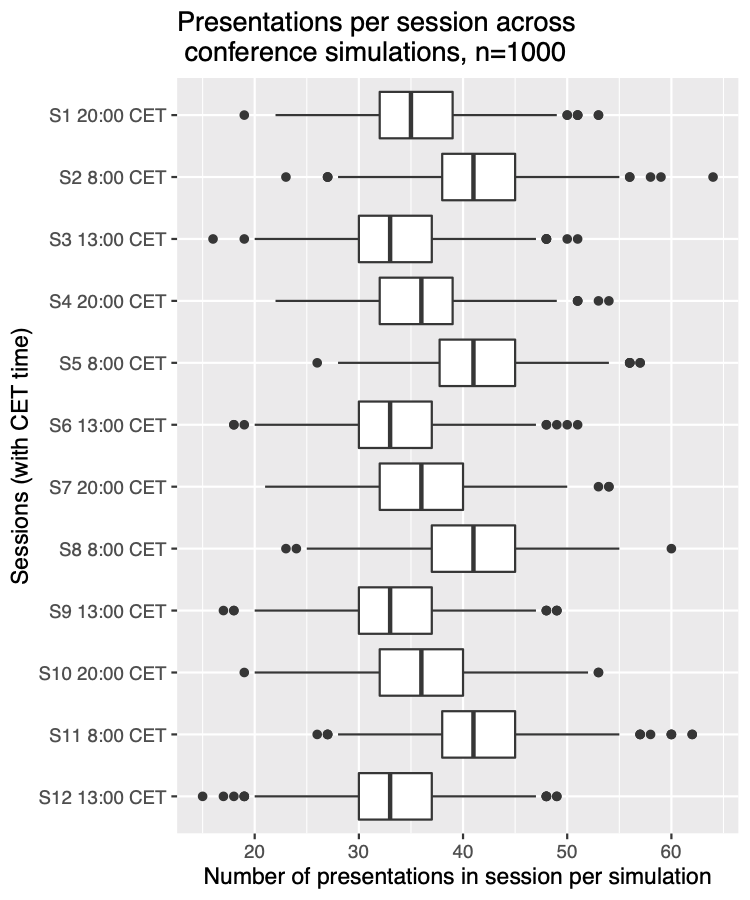 Presentations per session across
conference simulations, n=1000
Sessions (with CET time)
S1 20:00 CET
S2 8:00 CET
S3 13:00 CET
S4 20:00 CET
S5 8:00 CET
S6 13:00 CET
S7 20:00 CET
S8 8:00 CET
S9 13:00 CET
S10 20:00 CET
S11 8:00 CET
S12 13:00 CET
20 30 40 50 60
Number of presentations in session per simulation